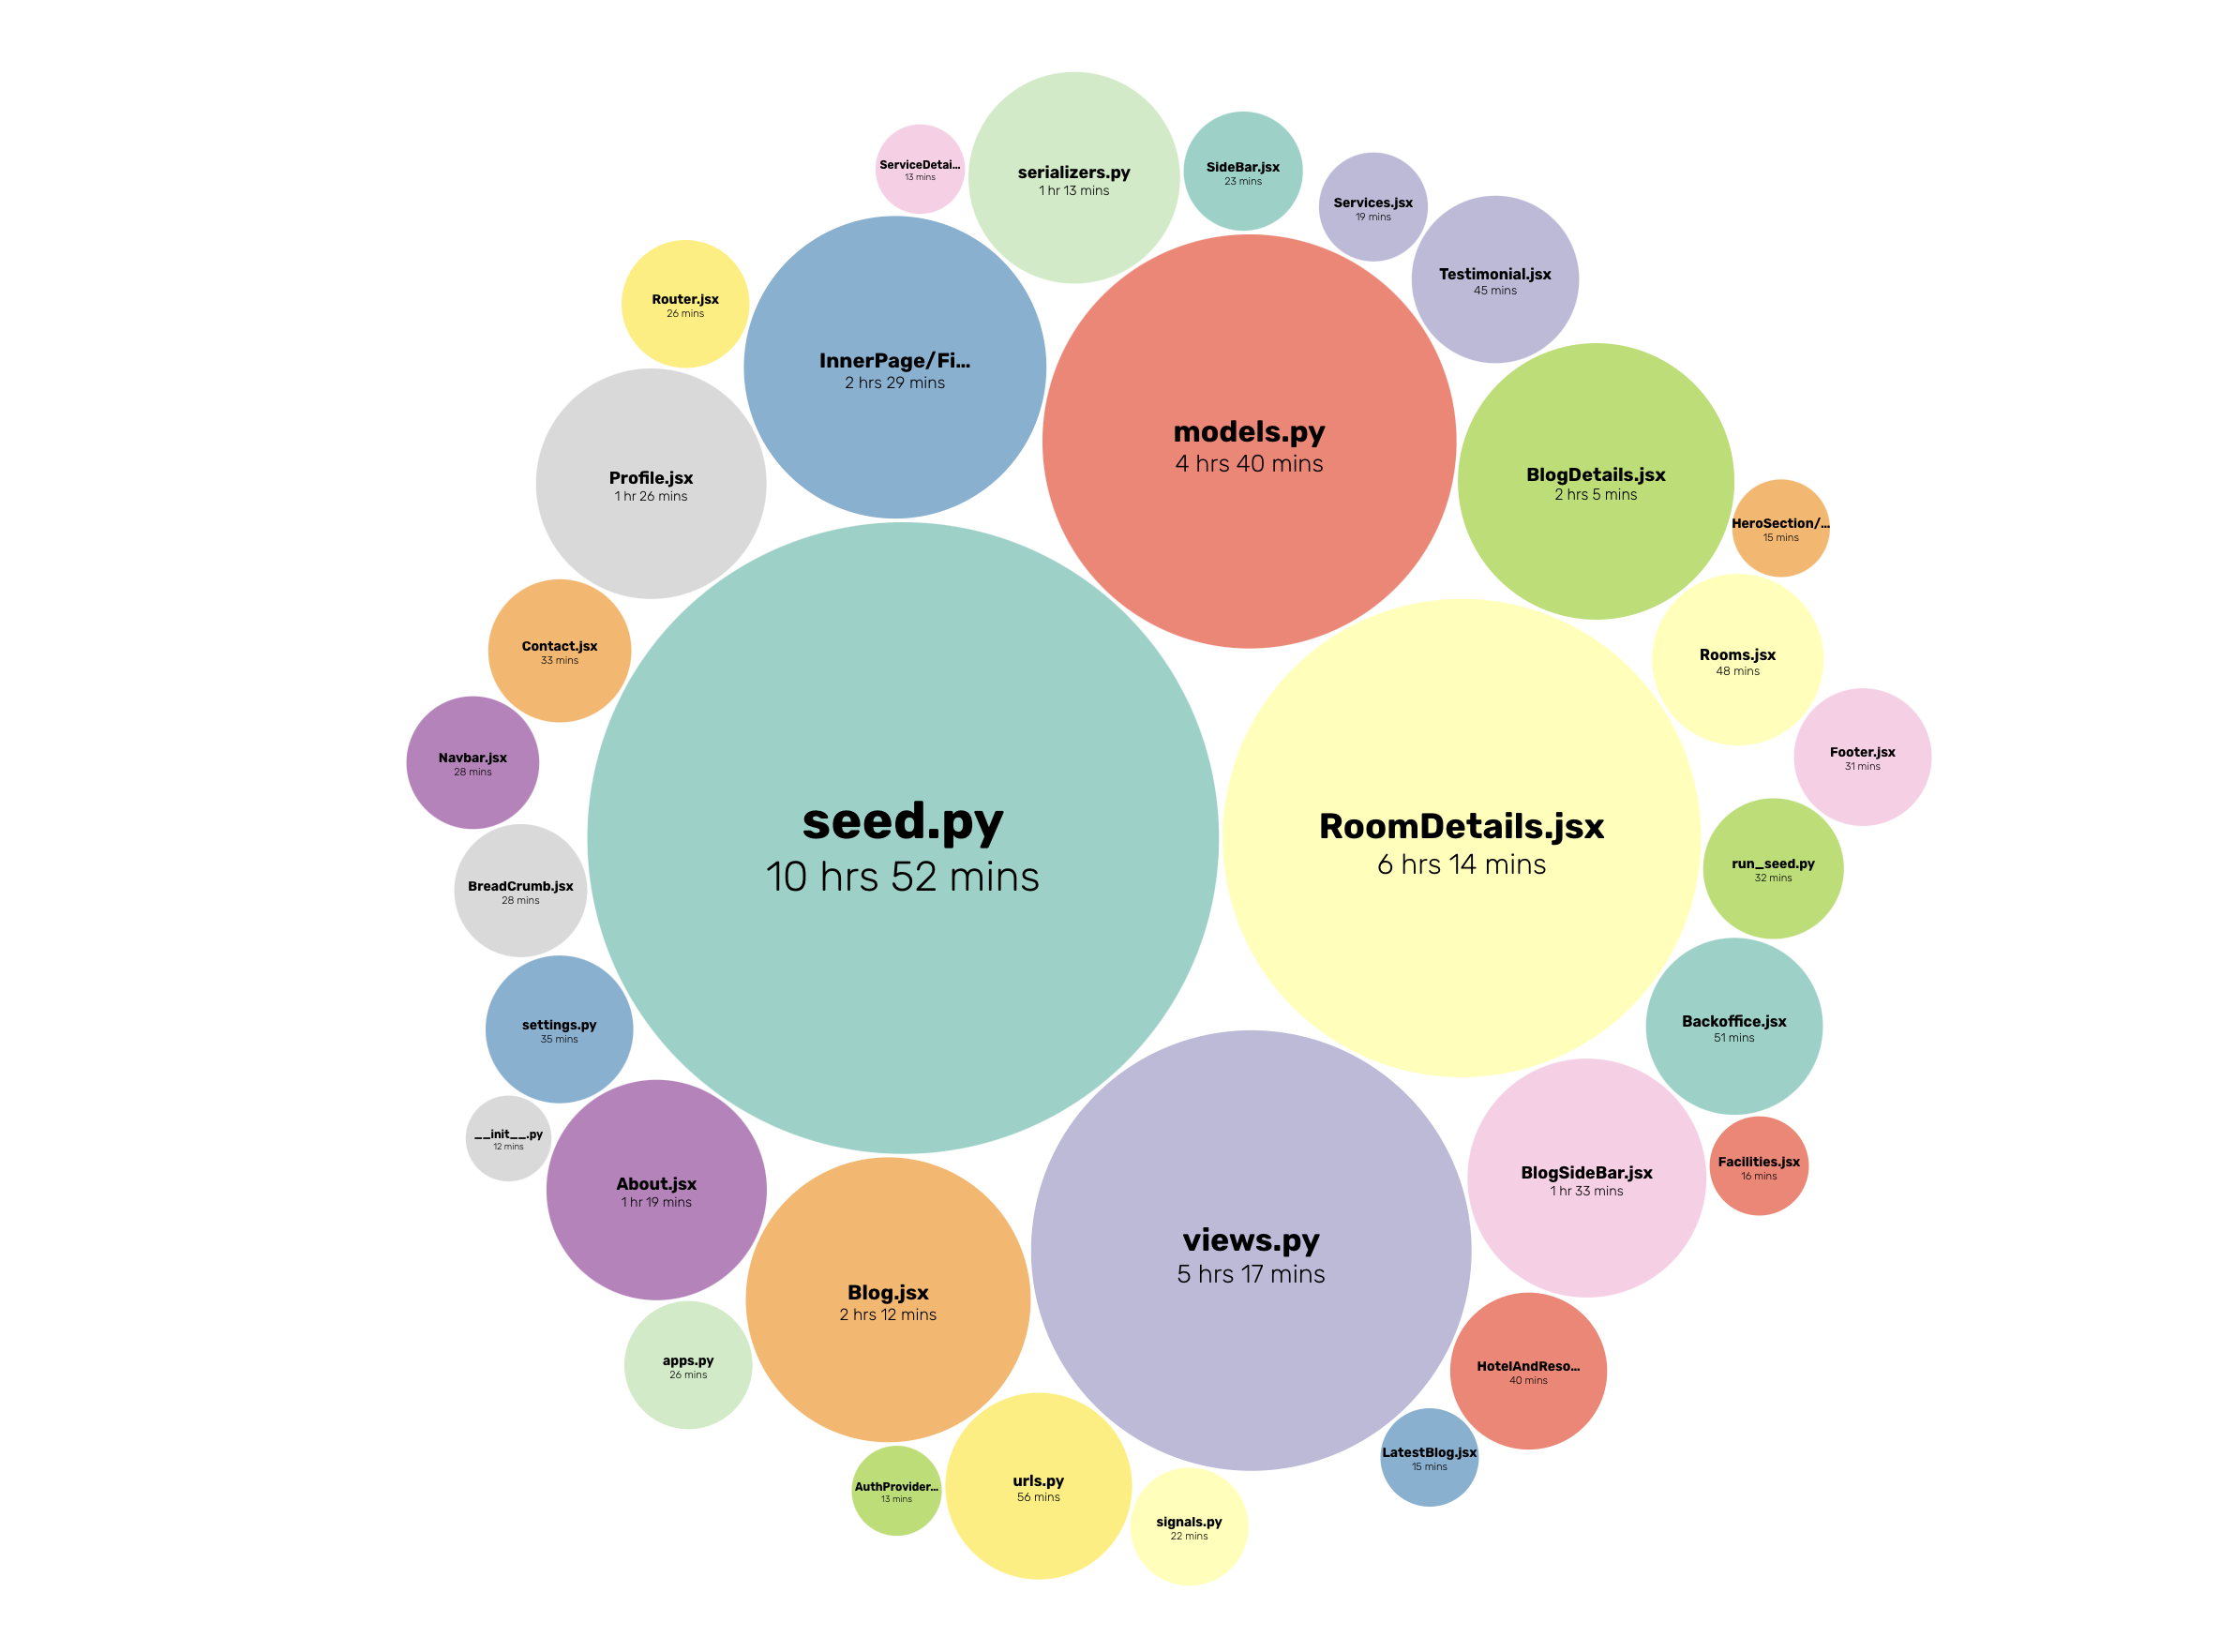 ServiceDetai...
13 mins
serializers.py
1 hr 13 mins
SideBar.jsx
23 mins
Services.jsx
19 mins
Testimonial.jsx
45 mins
Router.jsx
26 mins
InnerPage/Fi...
2 hrs 29 mins
models.py
4 hrs 40 mins
BlogDetails.jsx
2 hrs 5 mins
Profile.jsx
1 hr 26 mins
HeroSection/...
15 mins
Contact.jsx
33 mins
Rooms.jsx
48 mins
Navbar.jsx
28 mins
Footer.jsx
31 mins
seed.py
10 hrs 52 mins
RoomDetails.jsx
6 hrs 14 mins
run_seed.py
32 mins
BreadCrumb.jsx
28 mins
settings.py
35 mins
Backoffice.jsx
51 mins
__init__.py
12 mins
About.jsx
1 hr 19 mins
BlogSideBar.jsx
1 hr 33 mins
Facilities.jsx
16 mins
views.py
5 hrs 17 mins
Blog.jsx
2 hrs 12 mins
apps.py
26 mins
HotelAndReso...
40 mins
LatestBlog.jsx
15 mins
AuthProvider...
13 mins
urls.py
56 mins
signals.py
22 mins